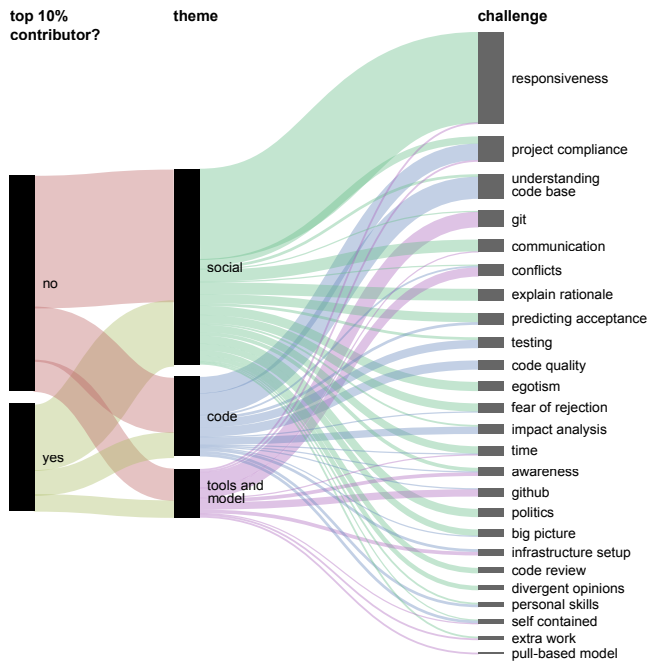 top 10%
contributor?
theme
challenge
no
yes
social
code
tools and
model
responsiveness
project compliance
understanding
code base
git
communication
conflicts
explain rationale
predicting acceptance
testing
code quality
egotism
fear of rejection
impact analysis
time
awareness
github
politics
big picture
infrastructure setup
code review
divergent opinions
personal skills
self contained
extra work
pull-based model